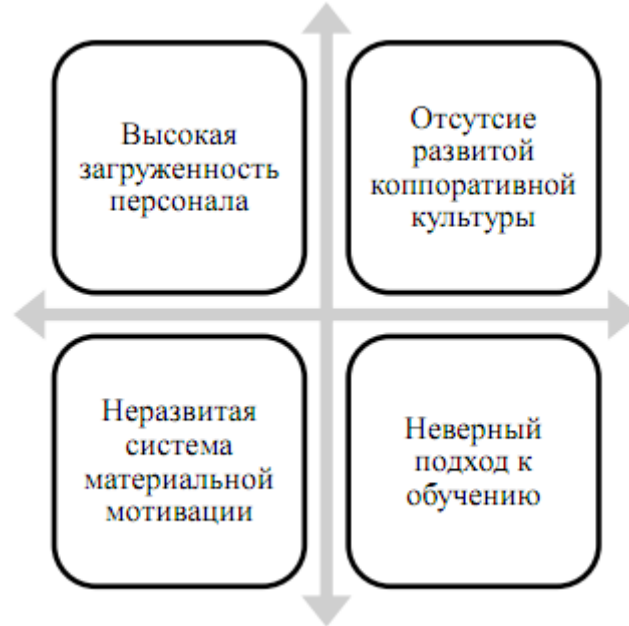 Высокая
загруженность
персонала
Отсутсие
развитой
коппоративной
культуры
Неразвитая
система
материальной
мотивации
Неверный
подход к
обучению